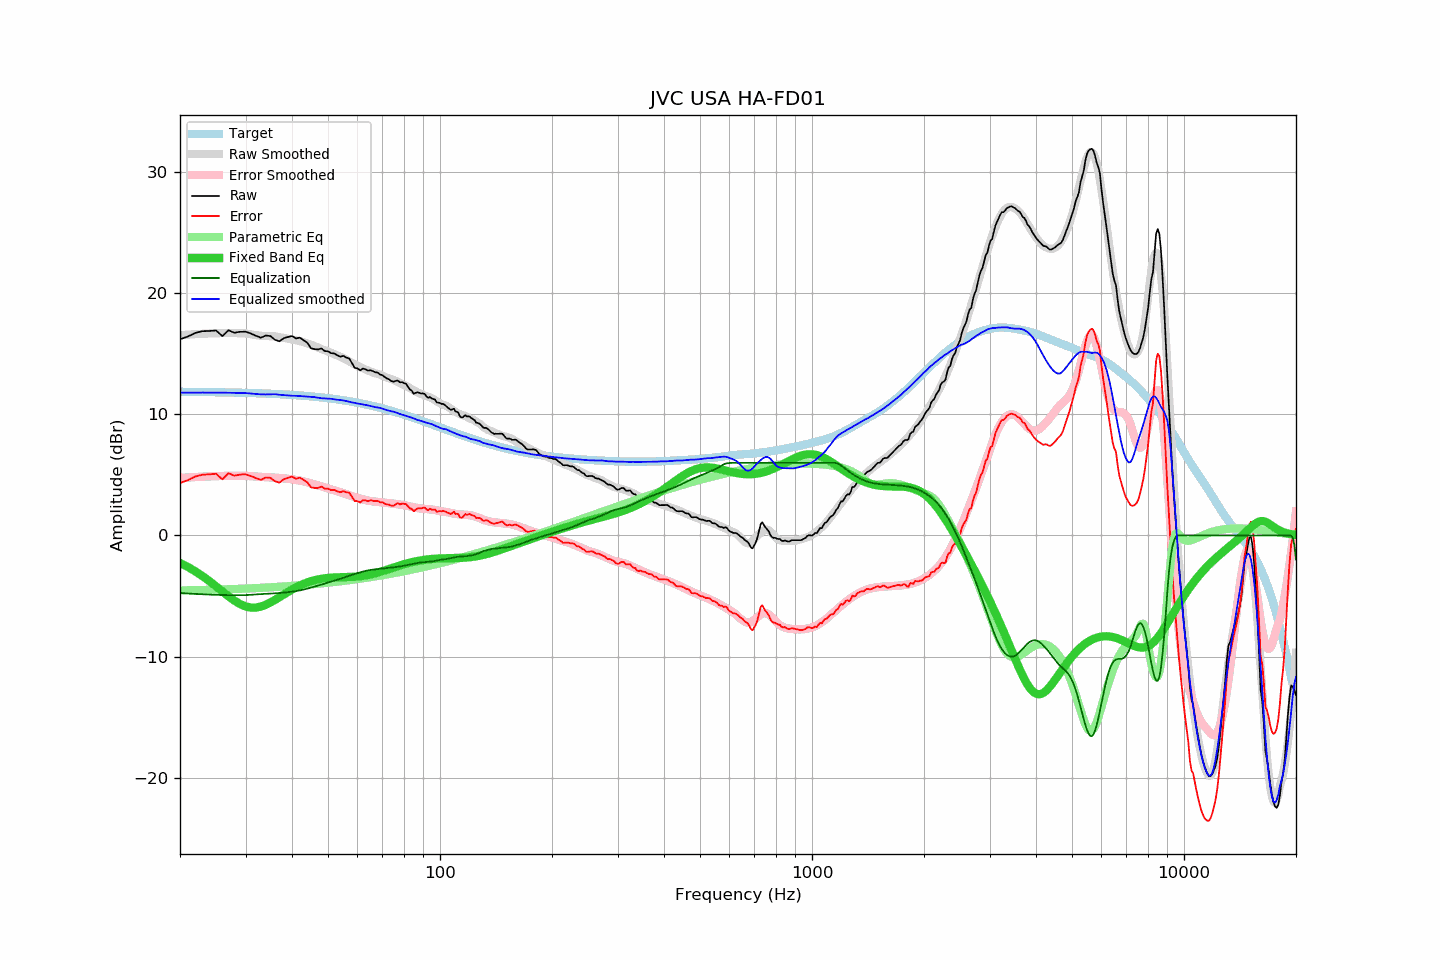 JVC USA HA-FD01
Target
Raw Smoothed
Error Smoothed
Raw
Error
Parametric Eq
Fixed Band Eq
Equalization
Equalized smoothed
30
20
10
0
−10
−20
Amplitude (dBr)
100
1000
10000
Frequency (Hz)